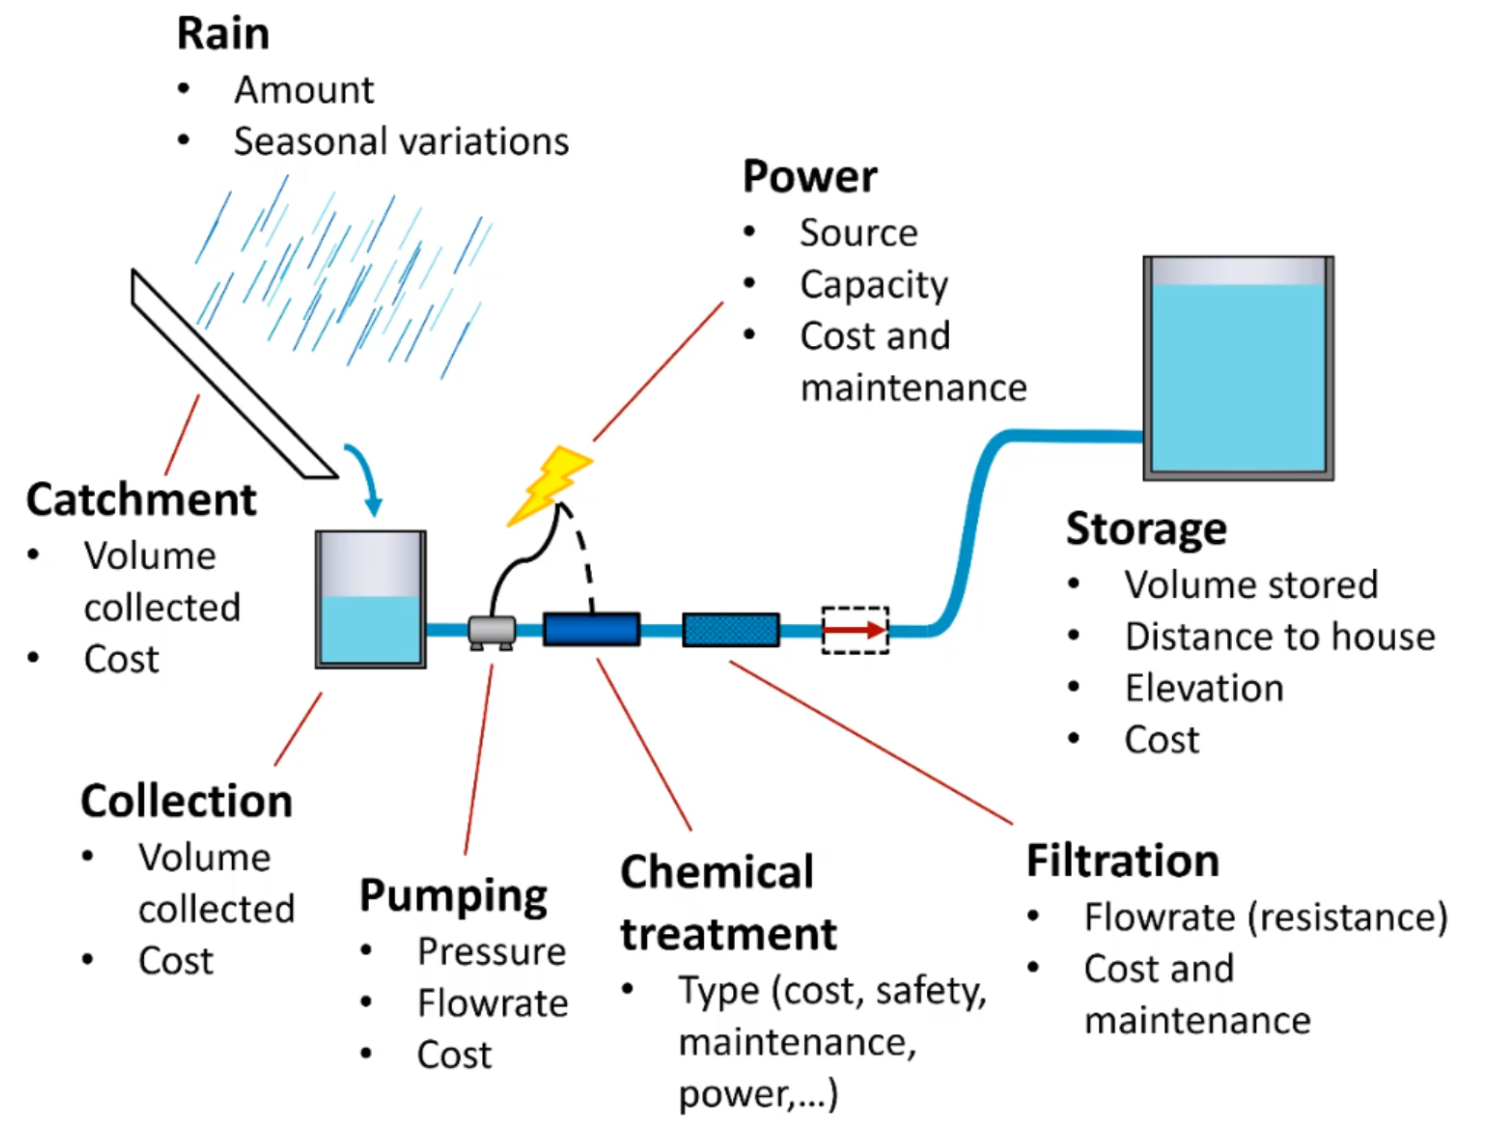 Rain
• Amount
• Seasonal variations
Power
• Source
• Capacity
• Cost and
maintenance
Catchment
• Volume
collected
• Cost
Storage
• Volume stored
• Distance to house
• Elevation
• Cost
Collection
• Volume
collected
• Cost
Pumping
• Pressure
• Flowrate
• Cost
Chemical
treatment
• Type (cost, safety,
maintenance,
power,...)
Filtration
• Flowrate (resistance)
• Cost and
maintenance